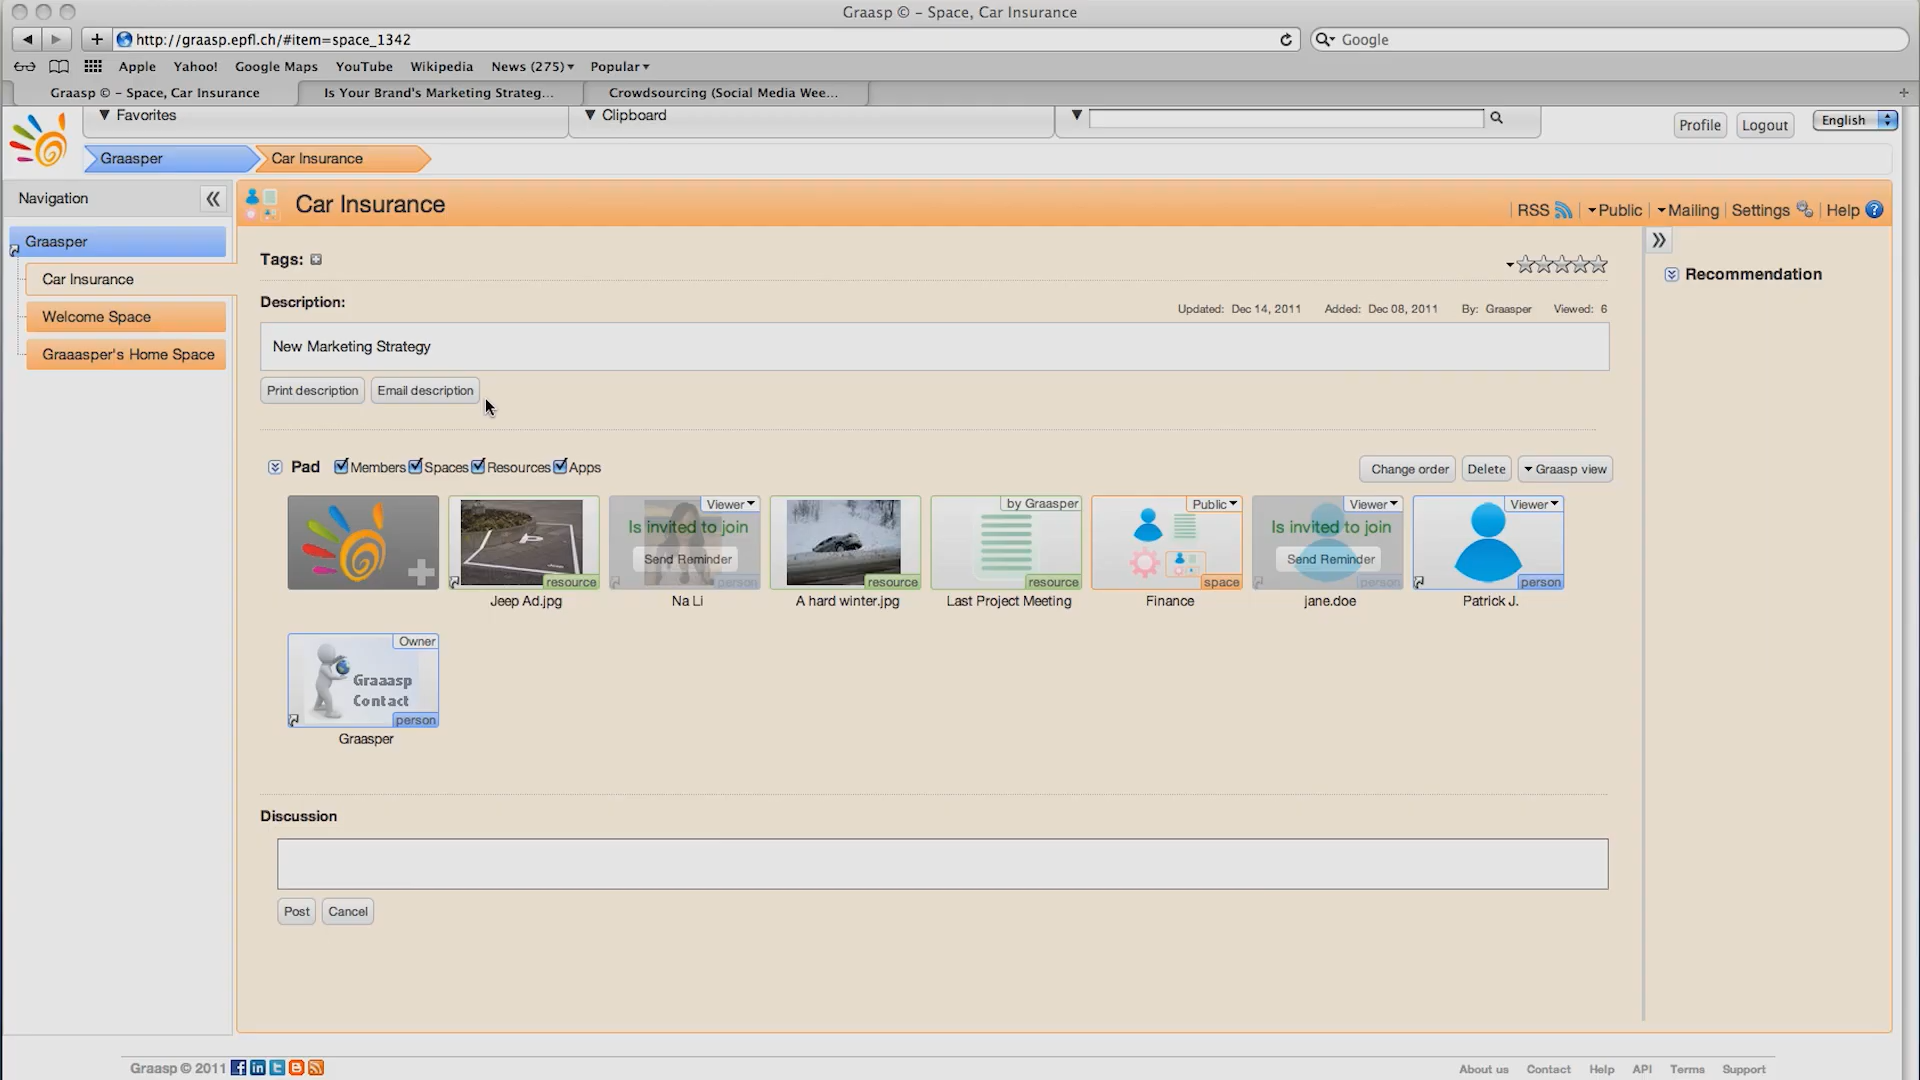 Graasp © – Space, Car Insurance
http://graasp.epfl.ch/#item=space_1342
Google
Apple Yahoo! Google Maps YouTube Wikipedia News (275) Popular
Graasp © – Space, Car Insurance Is Your Brand's Marketing Strateg... Crowdsourcing (Social Media Wee...
Favorites Clipboard
Profile Logout English
Graasper Car Insurance
Navigation
Graasper
Car Insurance
Welcome Space
Graaasper's Home Space
Car Insurance
RSS Public Mailing Settings Help ?
Tags:
Recommendation
Description:
Updated: Dec 14, 2011 Added: Dec 08, 2011 By: Graasper Viewed: 6
New Marketing Strategy
Print description Email description
Pad Members Spaces Resources Apps
Change order Delete Graasp view
P
resource
Jeep Ad.jpg
Viewer
Is invited to join
Send Reminder
person
Na Li
resource
A hard winter.jpg
by Graasper
resource
Last Project Meeting
Public
space
Finance
Viewer
Is invited to join
Send Reminder
person
jane.doe
Viewer
person
Patrick J.
Owner
Graaasp
Contact
person
Graasper
Discussion
Post Cancel
Graasp © 2011
About us Contact Help API Terms Support